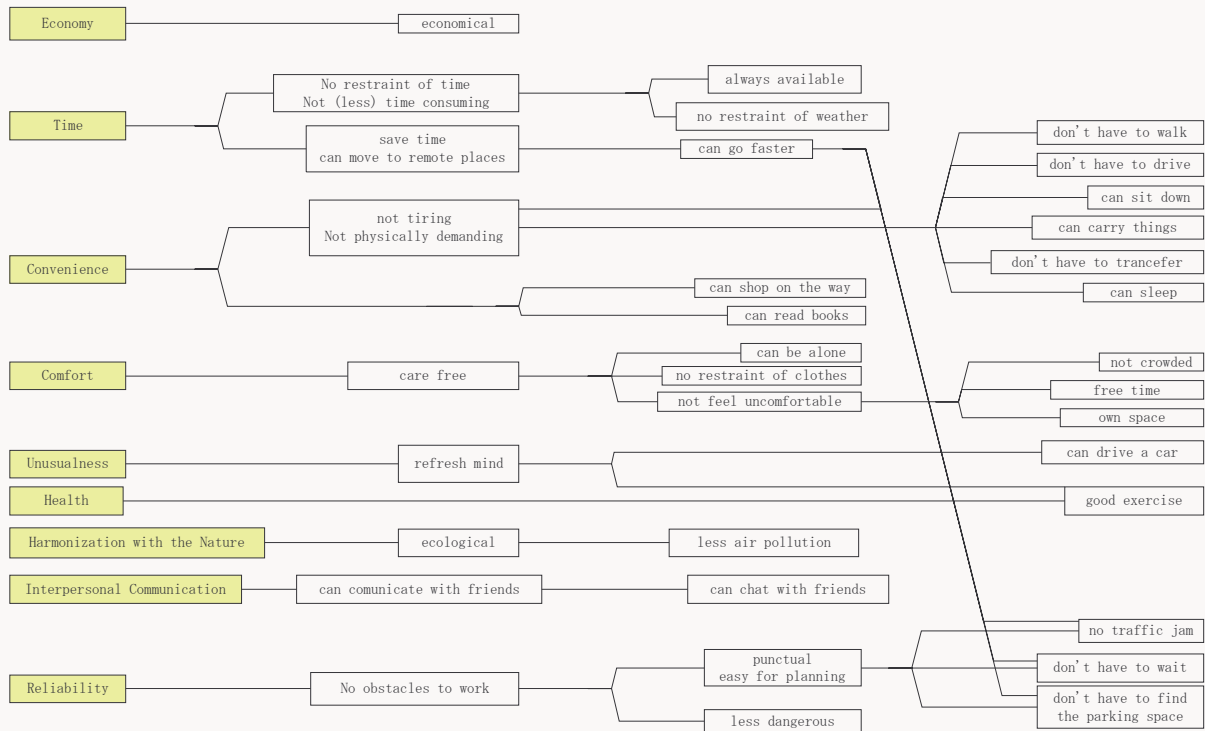 Economy
economical
Time
No restraint of time
Not (less) time consuming
always available
no restraint of weather
save time
can move to remote places
can go faster
don't have to walk
don't have to drive
can sit down
can carry things
don't have to trancefer
can sleep
Convenience
not tiring
Not physically demanding
can shop on the way
can read books
Comfort
care free
can be alone
no restraint of clothes
not feel uncomfortable
not crowded
free time
own space
Unusualness
refresh mind
can drive a car
Health
good exercise
Harmonization with the Nature
ecological
less air pollution
Interpersonal Communication
can comunicate with friends
can chat with friends
Reliability
No obstacles to work
punctual
easy for planning
less dangerous
no traffic jam
don't have to wait
don't have to find
the parking space